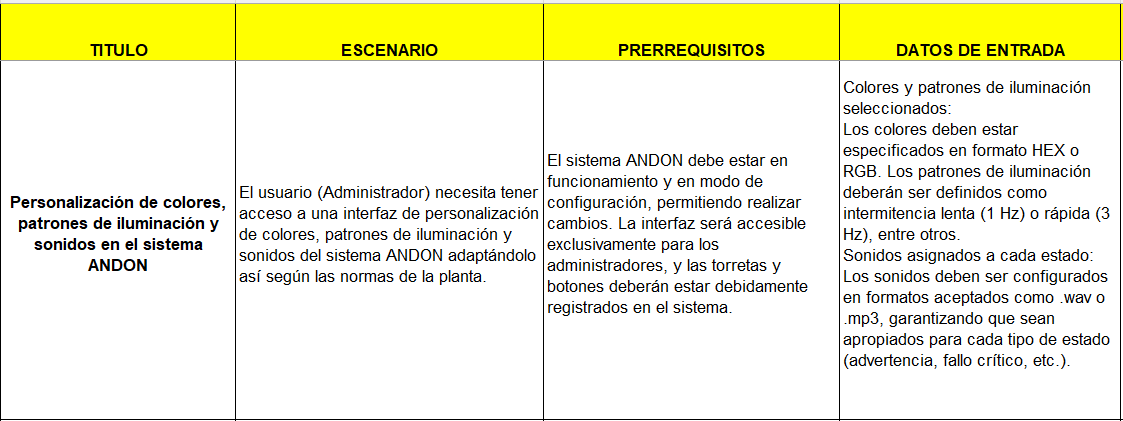 TITULO
ESCENARIO
PRERREQUISITOS
DATOS DE ENTRADA
Personalización de colores,
patrones de iluminación y
sonidos en el sistema
ANDON
El usuario (Administrador) necesita tener
acceso a una interfaz de personalización
de colores, patrones de iluminación y
sonidos del sistema ANDON adaptándolo
así según las normas de la planta.
El sistema ANDON debe estar en
funcionamiento y en modo de
configuración, permitiendo realizar
cambios. La interfaz será accesible
exclusivamente para los
administradores, y las torretas y
botones deberán estar debidamente
registrados en el sistema.
Colores y patrones de iluminación
seleccionados:
Los colores deben estar
especificados en formato HEX o
RGB. Los patrones de iluminación
deberán ser definidos como
intermitencia lenta (1 Hz) o rápida (3
Hz), entre otros.
Sonidos asignados a cada estado:
Los sonidos deben ser configurados
en formatos aceptados como .wav o
.mp3, garantizando que sean
apropiados para cada tipo de estado
(advertencia, fallo crítico, etc.).